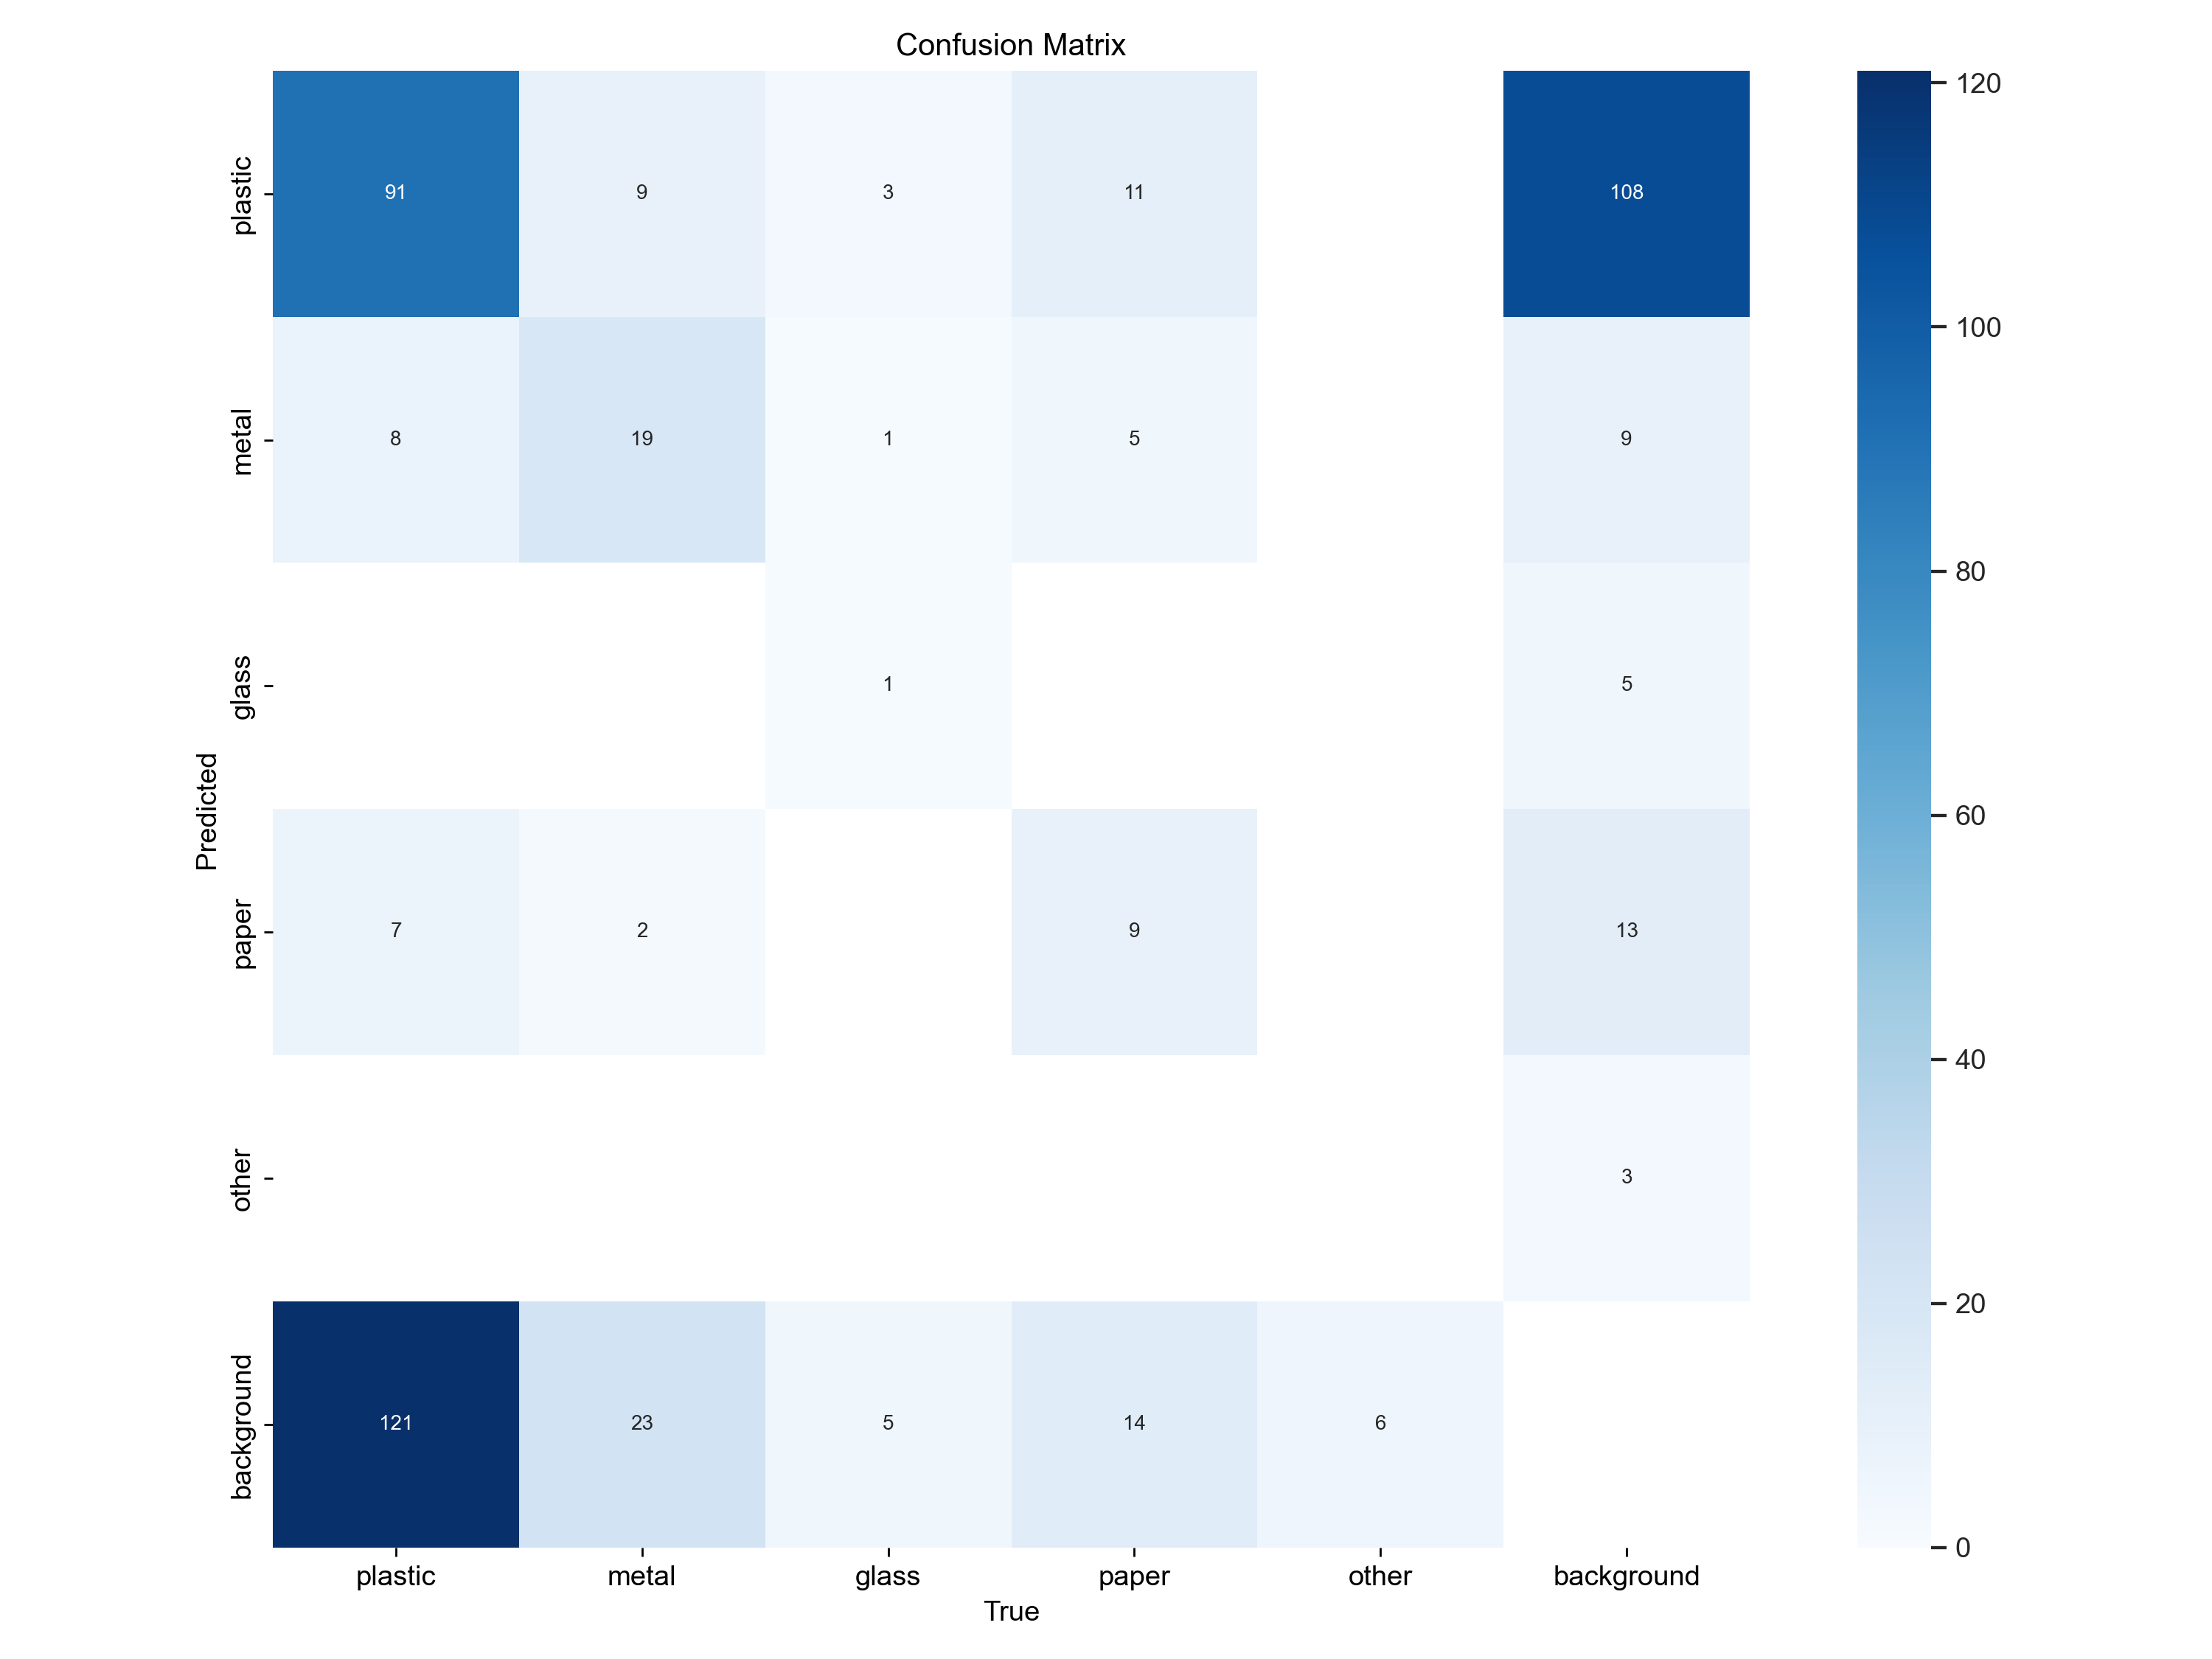 Confusion Matrix
plastic 91 9 3 11 108
metal 8 19 1 5 9
glass 1 5
paper 7 2 9 13
other 3
background 121 23 5 14 6
plastic metal glass paper other background
True
Predicted
120
100
80
60
40
20
0